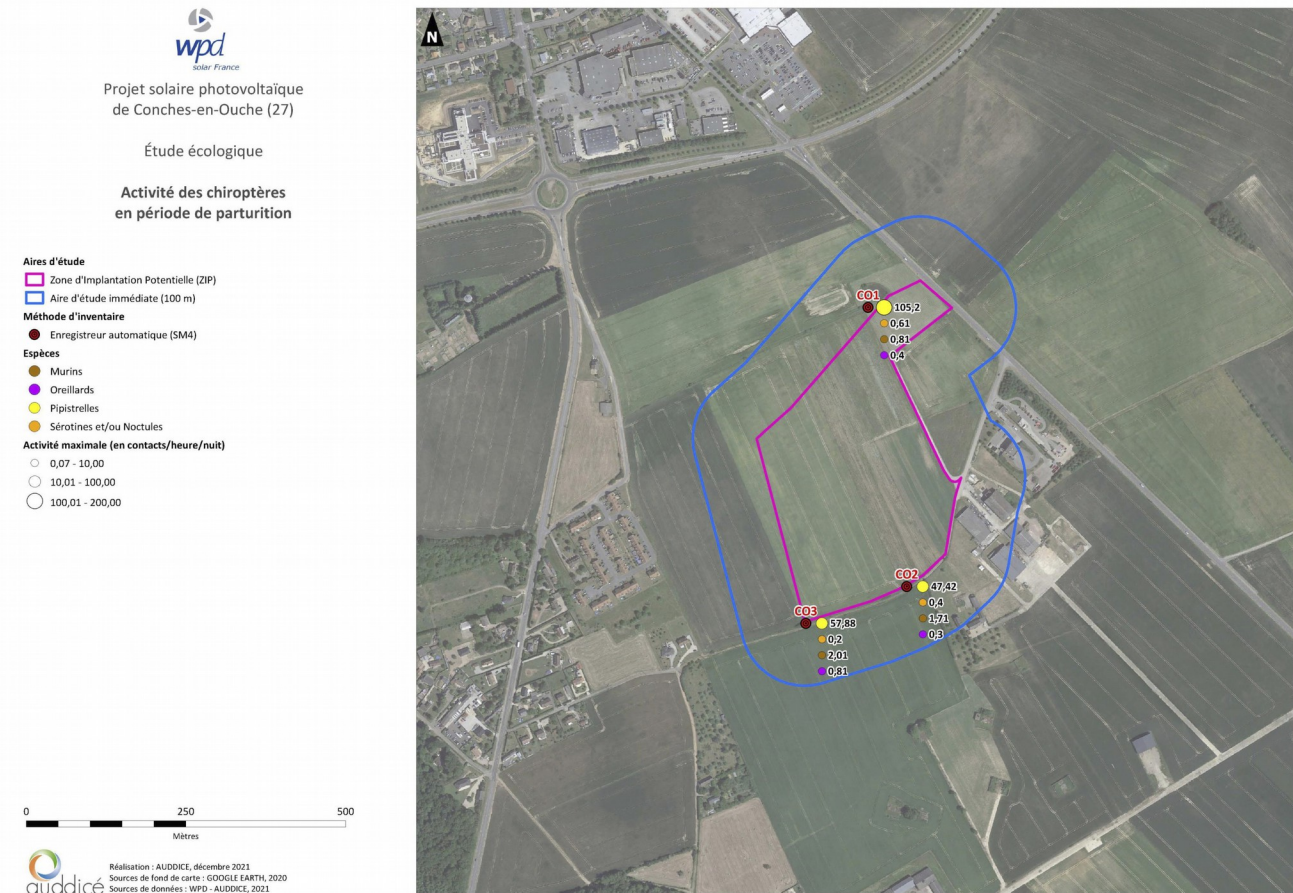 wpd
solar France
Projet solaire photovoltaïque
de Conches-en-Ouche (27)
Étude écologique
Activité des chiroptères
en période de parturition
Aires d'étude
Zone d'Implantation Potentielle (ZIP)
Aire d'étude immédiate (100 m)
Méthode d'inventaire
Enregistreur automatique (SM4)
Espèces
Murins
Oreillards
Pipistrelles
Sérotines et/ou Noctules
Activité maximale (en contacts/heure/nuit)
0,07 - 10,00
10,01 - 100,00
100,01 - 200,00
0 250 500
Mètres
auddicé
Réalisation : AUDDICE, décembre 2021
Sources de fond de carte : GOOGLE EARTH, 2020
Sources de données : WPD - AUDDICE, 2021
N
CO1
105,2
0,61
0,81
0,4
CO2
47,42
0,4
1,71
0,3
CO3
57,88
0,2
2,01
0,81